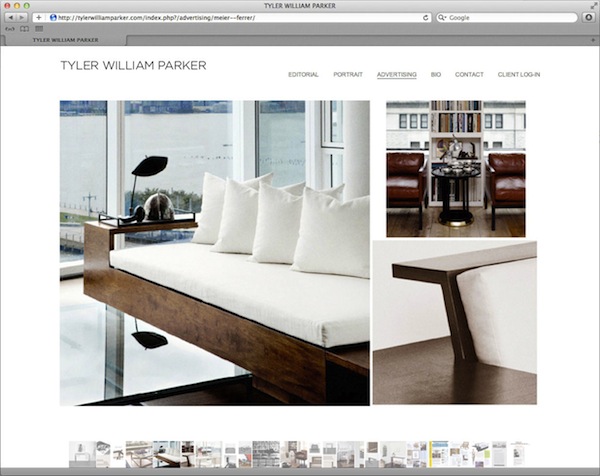 TYLER WILLIAM PARKER
http://tylerwilliamparker.com/index.php?/advertising/meier--ferrer/
Google
TYLER WILLIAM PARKER
TYLER WILLIAM PARKER
EDITORIAL PORTRAIT ADVERTISING BIO CONTACT CLIENT LOG-IN